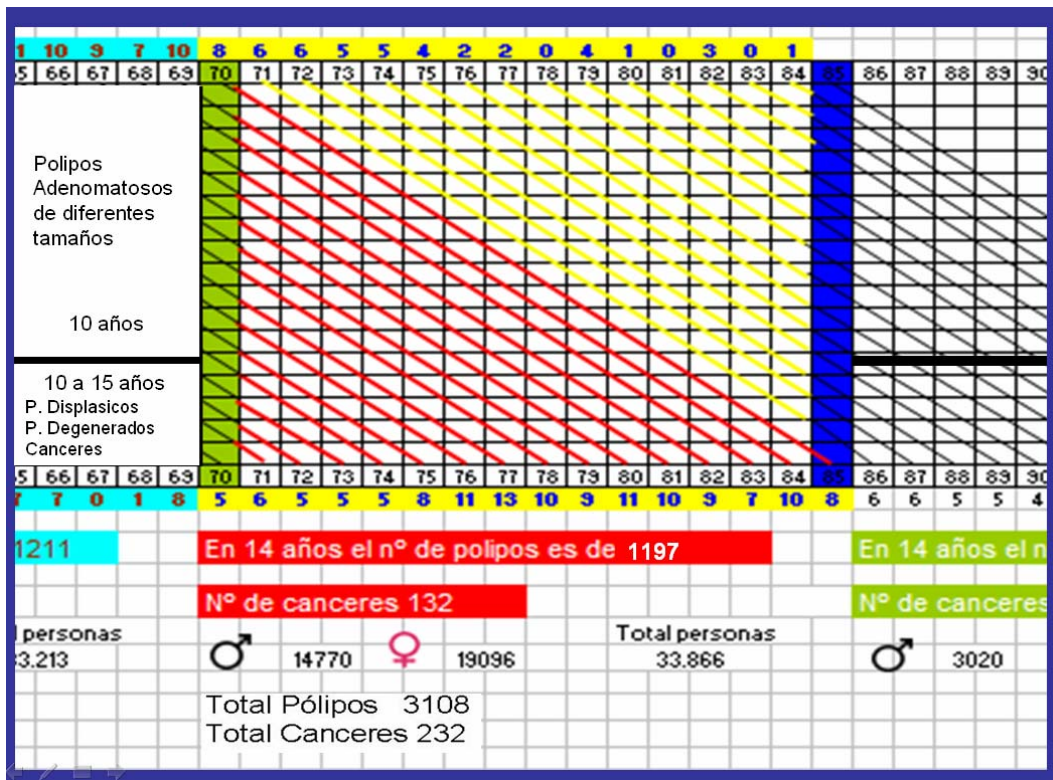 1 10 9 7 10 8 6 6 5 5 4 2 2 0 4 1 0 3 0 1
66 67 68 69 70 71 72 73 74 75 76 77 78 79 80 81 82 83 84 85 86 87 88 89 90
Polipos
Adenomatosos
de diferentes
tamaños
10 años
10 a 15 años
P. Displasicos
P. Degenerados
Canceres
66 67 68 69 70 71 72 73 74 75 76 77 78 79 80 81 82 83 84 85 86 87 88 89 90
7 7 0 1 8 5 6 5 5 5 8 11 13 10 9 11 10 9 7 10 8 6 6 5 5 4
1211 En 14 años el nº de polipos es de 1197 En 14 años el n
Nº de canceres 132 Nº de canceres
personas Total personas
3.213 ♂ 14770 ♀ 19096 33.866 ♂ 3020
Total Pólipos 3108
Total Canceres 232